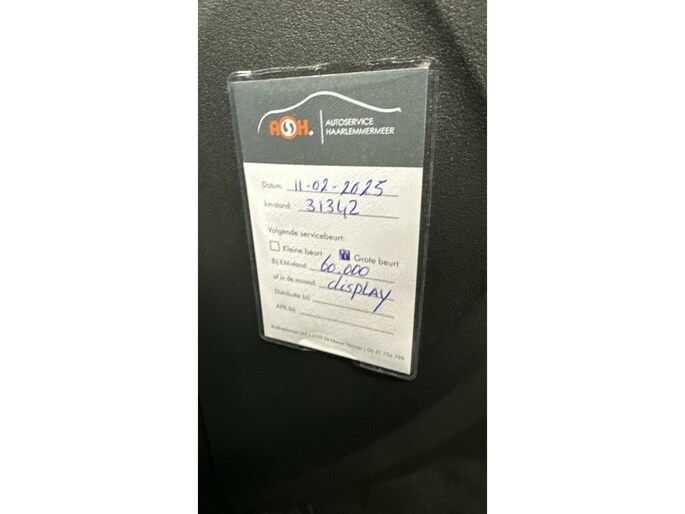 ASH.
AUTOSERVICE
HAARLEMMERMEER
Datum: 11-02-2025
km-stand: 31342
Volgende servicebeurt:
Kleine beurt Grote beurt
Bij KM-stand: 60.000
of in de maand: display
Distributie bij
APK bij